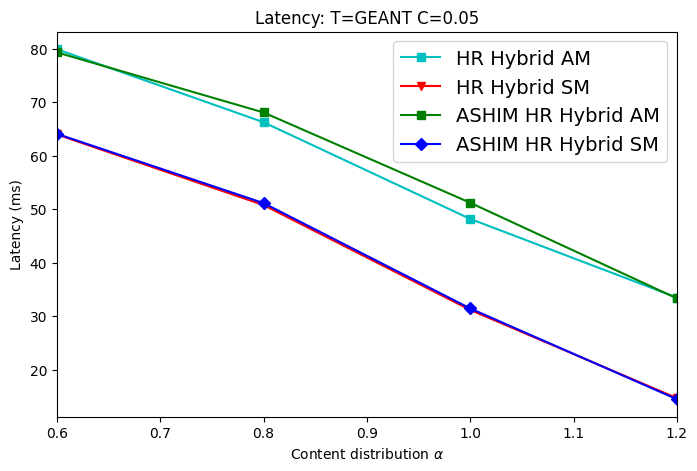 Latency: T=GEANT C=0.05
HR Hybrid AM
HR Hybrid SM
ASHIM HR Hybrid AM
ASHIM HR Hybrid SM
Latency (ms)
80
70
60
50
40
30
20
0.6 0.7 0.8 0.9 1.0 1.1 1.2
Content distribution α